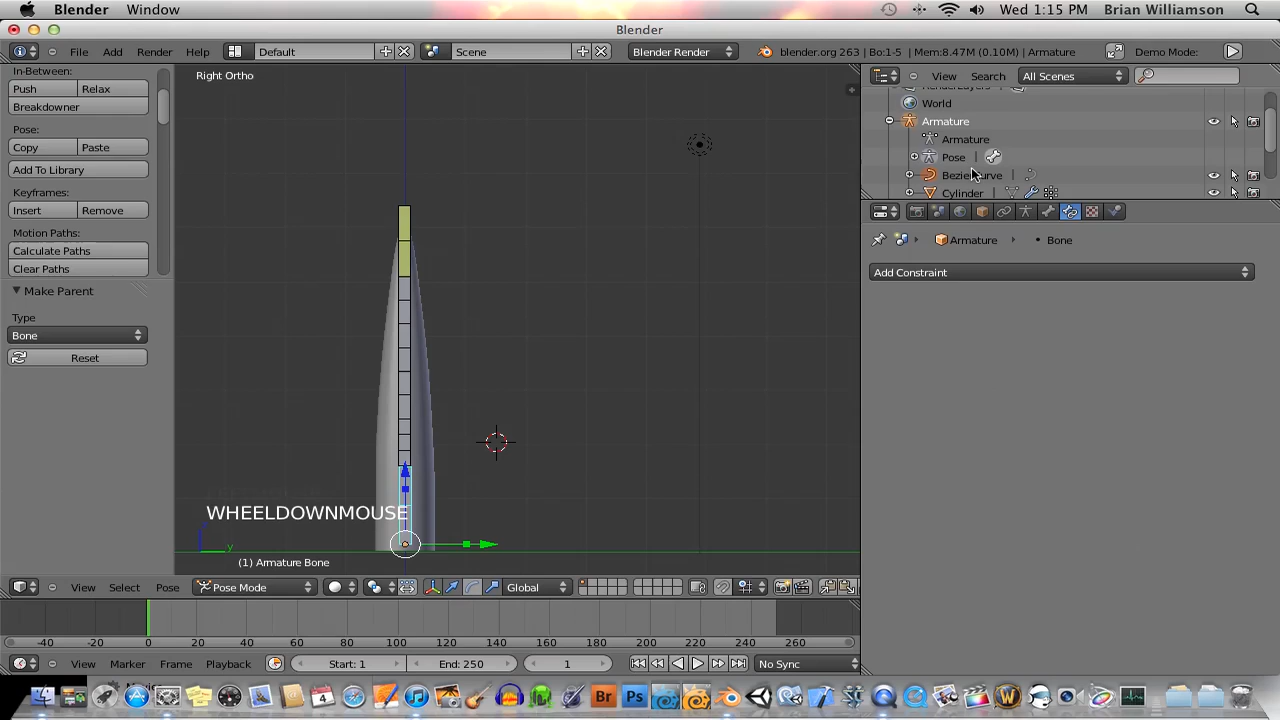 Blender Window Wed 1:15 PM Brian Williamson
Blender
File Add Render Help Default Scene Blender Render blender.org 263 | Bo:1-5 | Mem:8.47M (0.10M) | Armature Demo Mode:
In-Between:
Push Relax
Breakdowner
Pose:
Copy Paste
Add To Library
Keyframes:
Insert Remove
Motion Paths:
Calculate Paths
Clear Paths
Make Parent
Type
Bone
Reset
Right Ortho
WHEELDOWNMOUSE
y
(1) Armature Bone
View Select Pose Pose Mode Global
-40 -20 0 20 40 60 80 100 120 140 160 180 200 220 240 260
View Marker Frame Playback Start: 1 End: 250 1 No Sync
View Search All Scenes
RenderLayers
World
Armature
Armature
Pose
BezierCurve
Cylinder
Armature Bone
Add Constraint